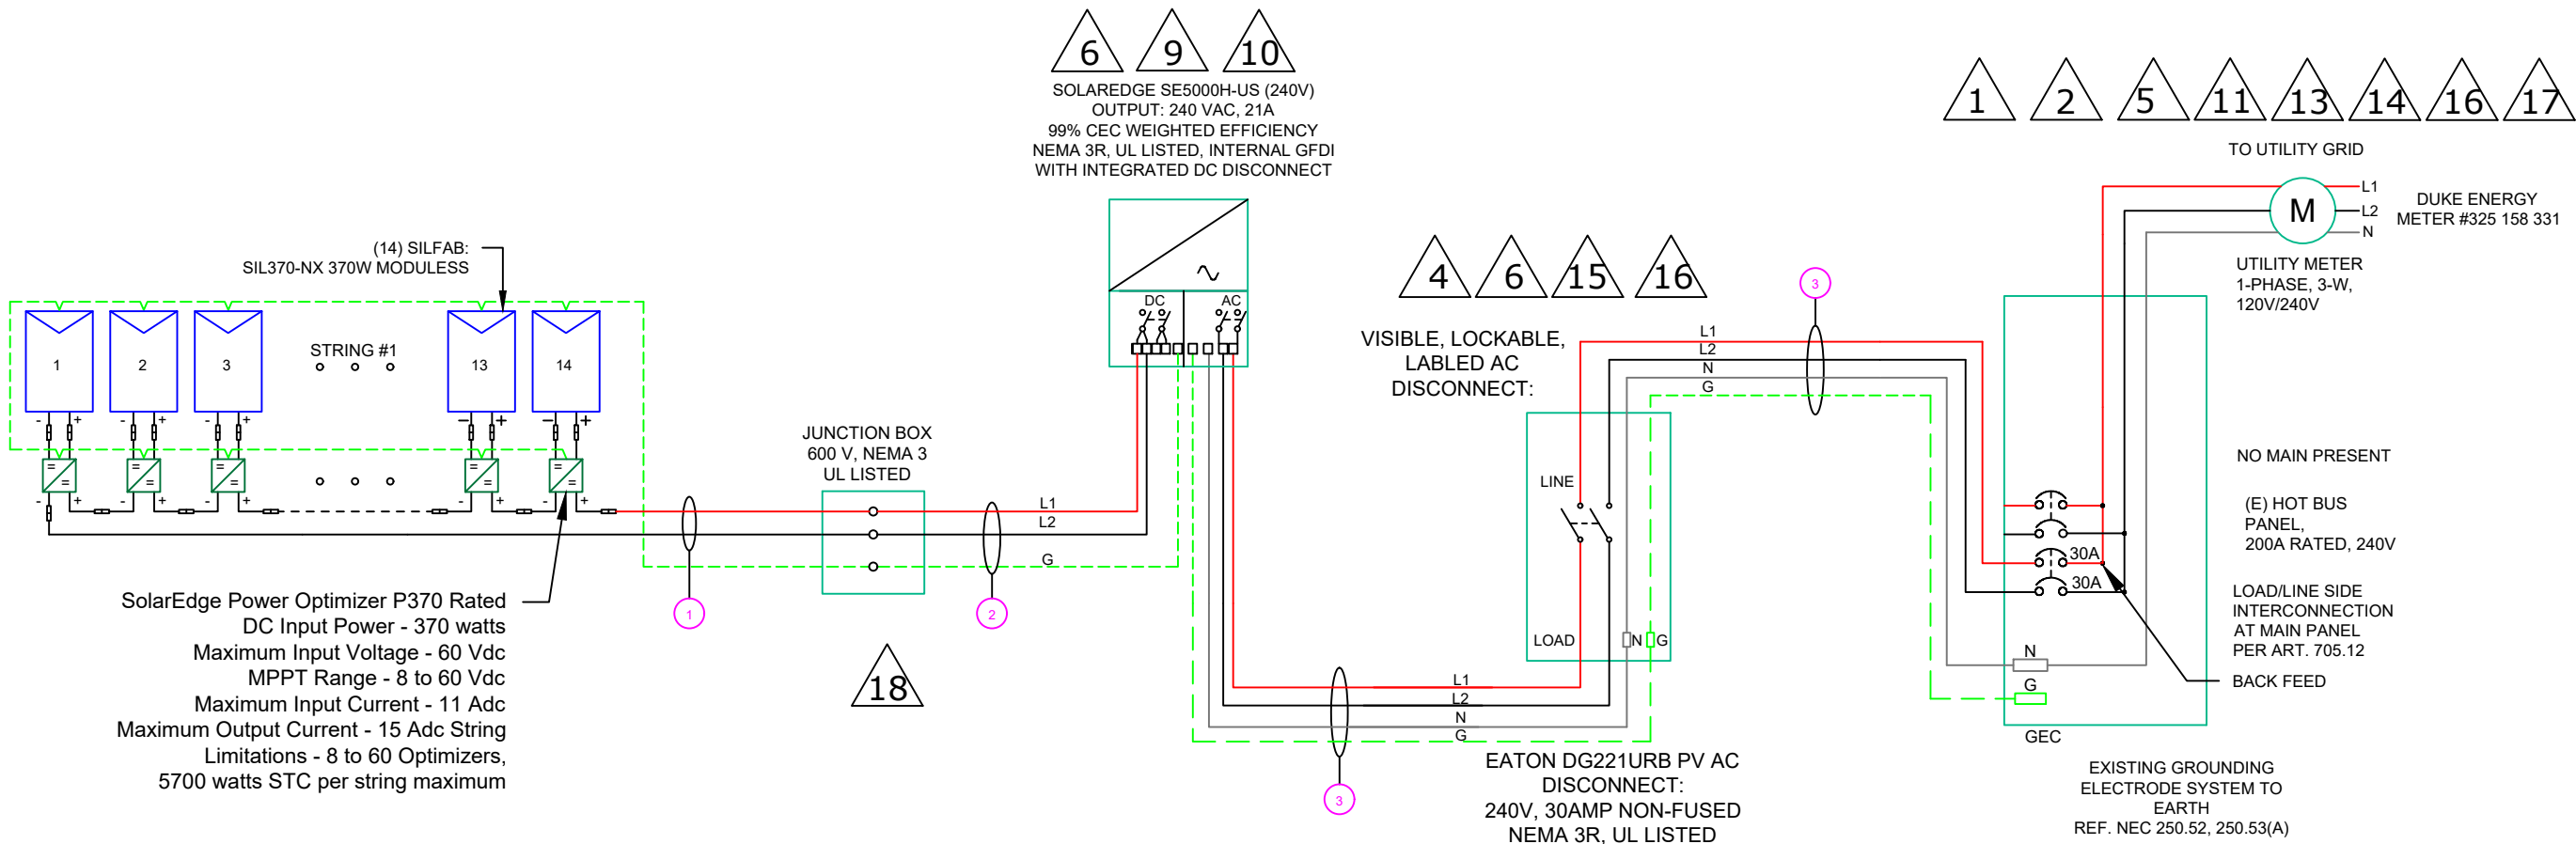 6
9
10
SOLAREDGE SE5000H-US (240V)
OUTPUT: 240 VAC, 21A
99% CEC WEIGHTED EFFICIENCY
NEMA 3R, UL LISTED, INTERNAL GFDI
WITH INTEGRATED DC DISCONNECT
1
2
5
11
13
14
16
17
TO UTILITY GRID
M
L1
L2
N
DUKE ENERGY
METER #325 158 331
UTILITY METER
1-PHASE, 3-W,
120V/240V
(14) SILFAB:
SIL370-NX 370W MODULESS
1
2
3
STRING #1
13
14
- +
- +
- +
- +
- +
=
=
=
=
=
=
=
=
=
=
- +
- +
- +
- +
- +
SolarEdge Power Optimizer P370 Rated
DC Input Power - 370 watts
Maximum Input Voltage - 60 Vdc
MPPT Range - 8 to 60 Vdc
Maximum Input Current - 11 Adc
Maximum Output Current - 15 Adc String
Limitations - 8 to 60 Optimizers,
5700 watts STC per string maximum
1
JUNCTION BOX
600 V, NEMA 3
UL LISTED
18
L1
L2
G
2
DC
AC
4
6
15
16
VISIBLE, LOCKABLE,
LABLED AC
DISCONNECT:
LINE
LOAD
N
G
L1
L2
N
G
3
L1
L2
N
G
3
EATON DG221URB PV AC
DISCONNECT:
240V, 30AMP NON-FUSED
NEMA 3R, UL LISTED
30A
30A
N
G
GEC
NO MAIN PRESENT
(E) HOT BUS
PANEL,
200A RATED, 240V
LOAD/LINE SIDE
INTERCONNECTION
AT MAIN PANEL
PER ART. 705.12
BACK FEED
EXISTING GROUNDING
ELECTRODE SYSTEM TO
EARTH
REF. NEC 250.52, 250.53(A)